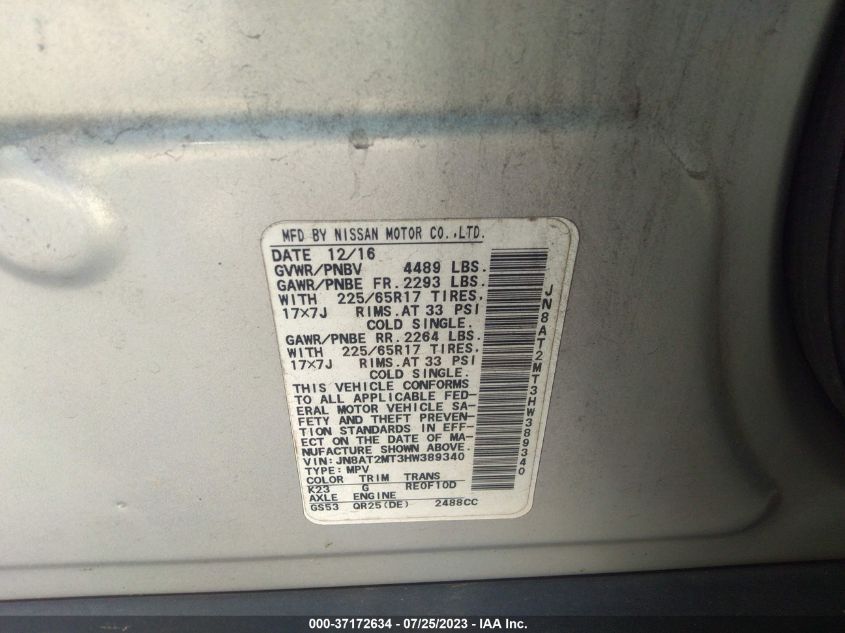 MFD BY NISSAN MOTOR CO.,LTD.
DATE 12/16
GVWR/PNBV 4489 LBS.
GAWR/PNBE FR. 2293 LBS.
WITH 225/65R17 TIRES,
17×7J RIMS.AT 33 PSI
COLD SINGLE.
GAWR/PNBE RR. 2264 LBS.
WITH 225/65R17 TIRES,
17×7J RIMS.AT 33 PSI
COLD SINGLE.
THIS VEHICLE CONFORMS
TO ALL APPLICABLE FED-
ERAL MOTOR VEHICLE SA-
FETY AND THEFT PREVEN-
TION STANDARDS IN EFF-
ECT ON THE DATE OF MA-
NUFACTURE SHOWN ABOVE.
VIN: JN8AT2MT3HW389340
TYPE: MPV
COLOR TRIM TRANS
K23 G RE0F10D
AXLE ENGINE
GS53 QR25(DE) 2488CC
JN8AT2MT3HW389340
000-37172634 - 07/25/2023 - IAA Inc.